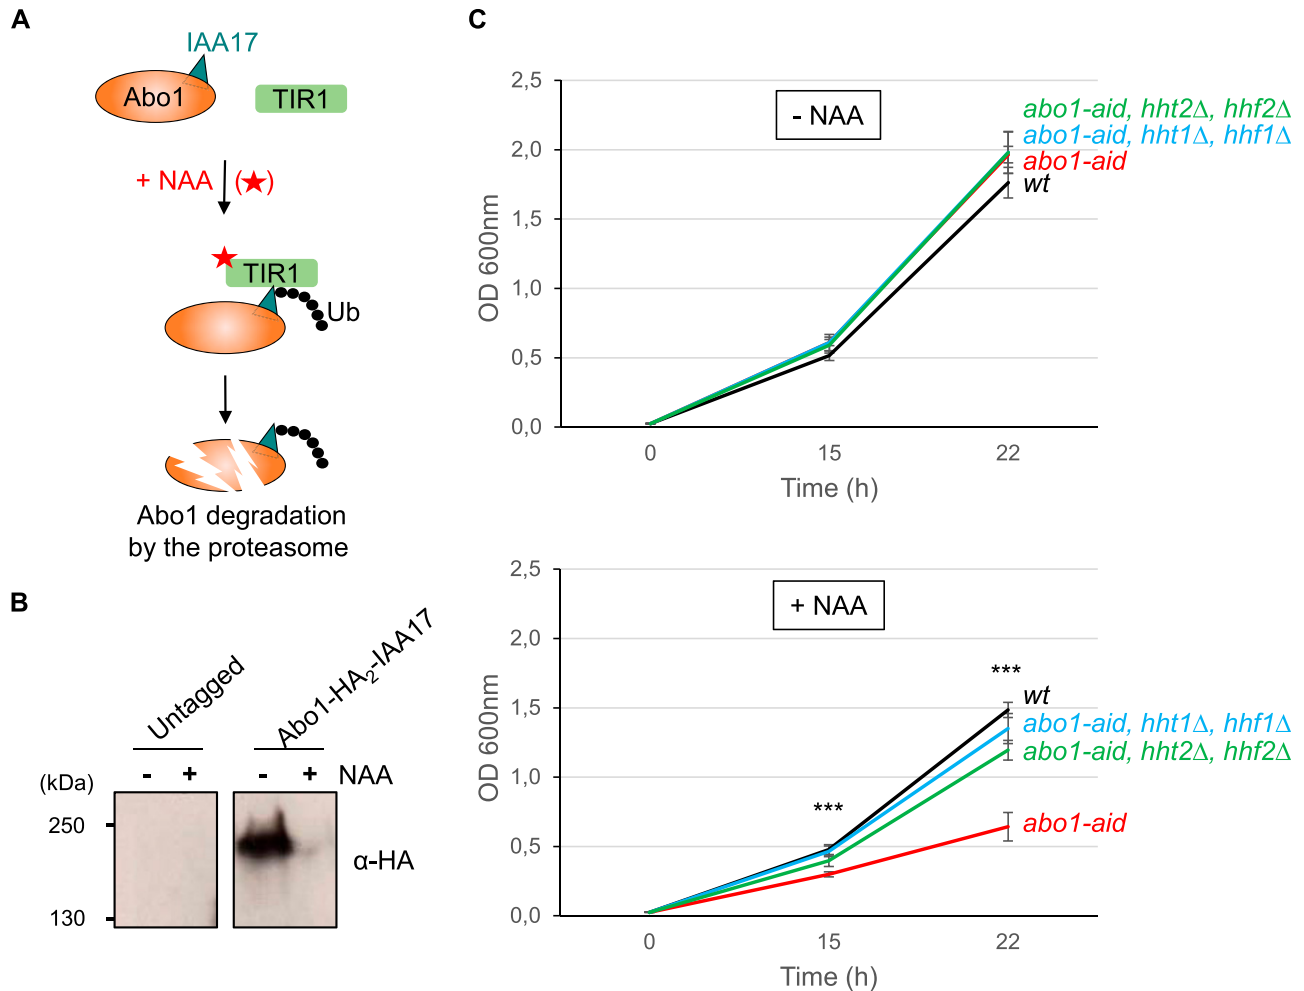 A
IAA17
Abo1
TIR1
+ NAA (★)
TIR1
Ub
Abo1 degradation
by the proteasome
B
Untagged
Abo1-HA2-IAA17
(kDa)
- + - + NAA
250
130
α-HA
C
- NAA
OD 600nm
2,5
2,0
1,5
1,0
0,5
0,0
0 15 22
Time (h)
abo1-aid, hht2Δ, hhf2Δ
abo1-aid, hht1Δ, hhf1Δ
abo1-aid
wt
+ NAA
OD 600nm
2,5
2,0
1,5
1,0
0,5
0,0
0 15 22
Time (h)
***
***
wt
abo1-aid, hht1Δ, hhf1Δ
abo1-aid, hht2Δ, hhf2Δ
abo1-aid